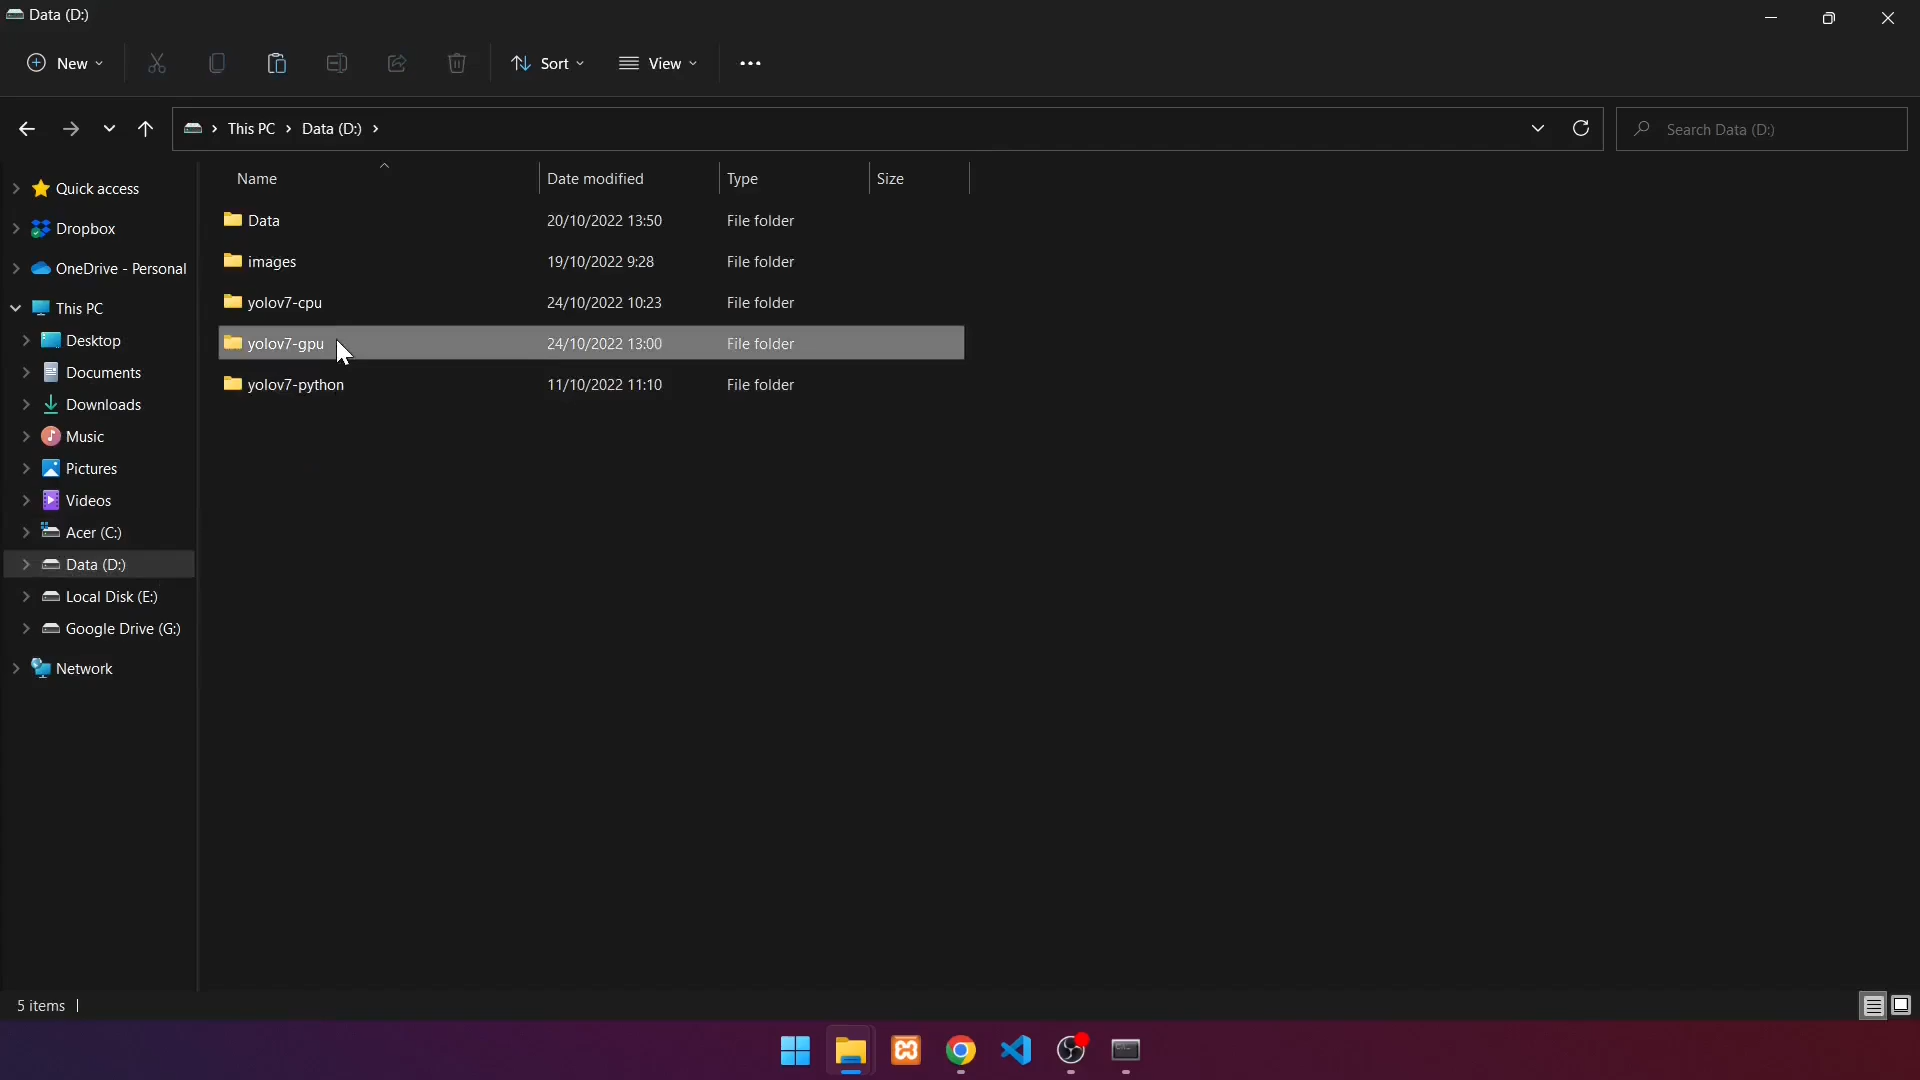 Data (D:)
New
Sort
View
This PC
Data (D:)
Search Data (D:)
Name
Date modified
Type
Size
Quick access
Dropbox
OneDrive - Personal
This PC
Desktop
Documents
Downloads
Music
Pictures
Videos
Acer (C:)
Data (D:)
Local Disk (E:)
Google Drive (G:)
Network
Data 20/10/2022 13:50 File folder
images 19/10/2022 9:28 File folder
yolov7-cpu 24/10/2022 10:23 File folder
yolov7-gpu 24/10/2022 13:00 File folder
yolov7-python 11/10/2022 11:10 File folder
5 items